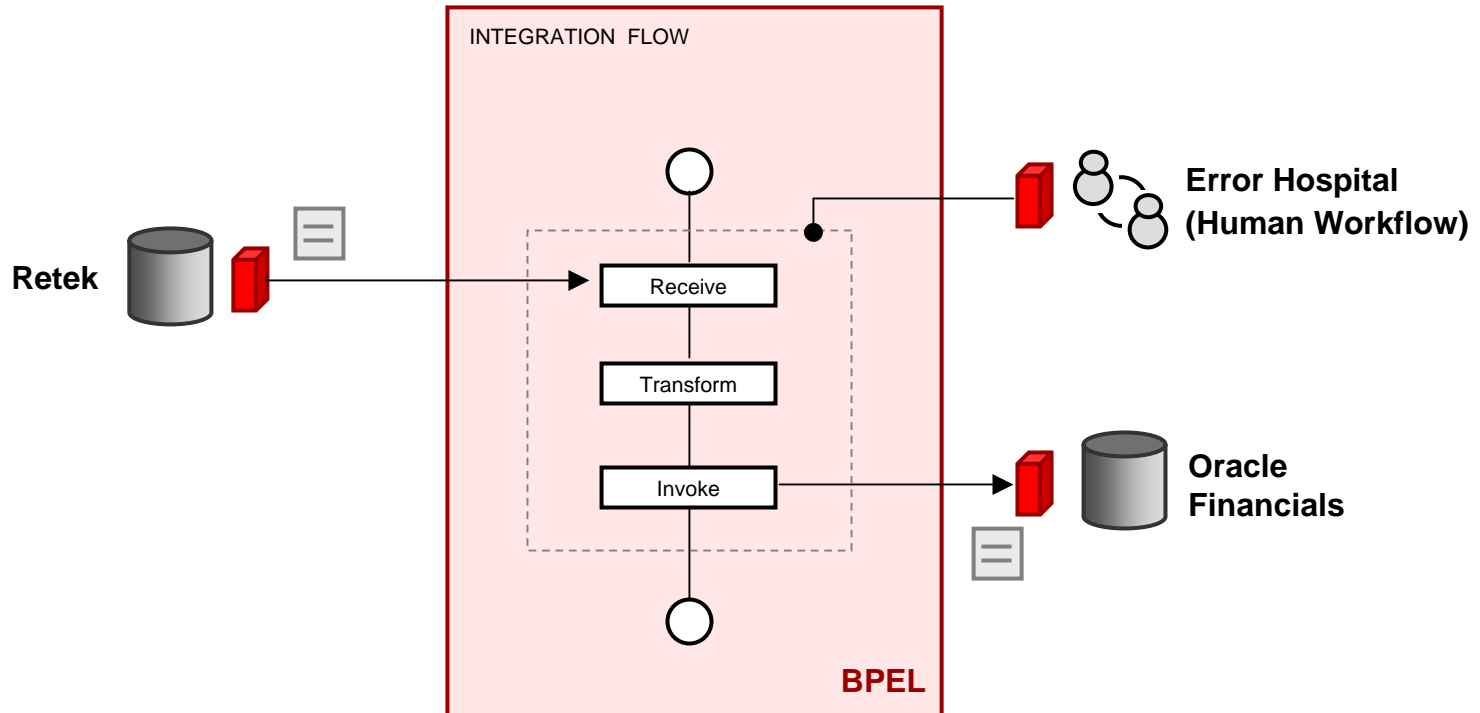 INTEGRATION FLOW
Retek
Receive
Transform
Invoke
Error Hospital
(Human Workflow)
Oracle
Financials
BPEL